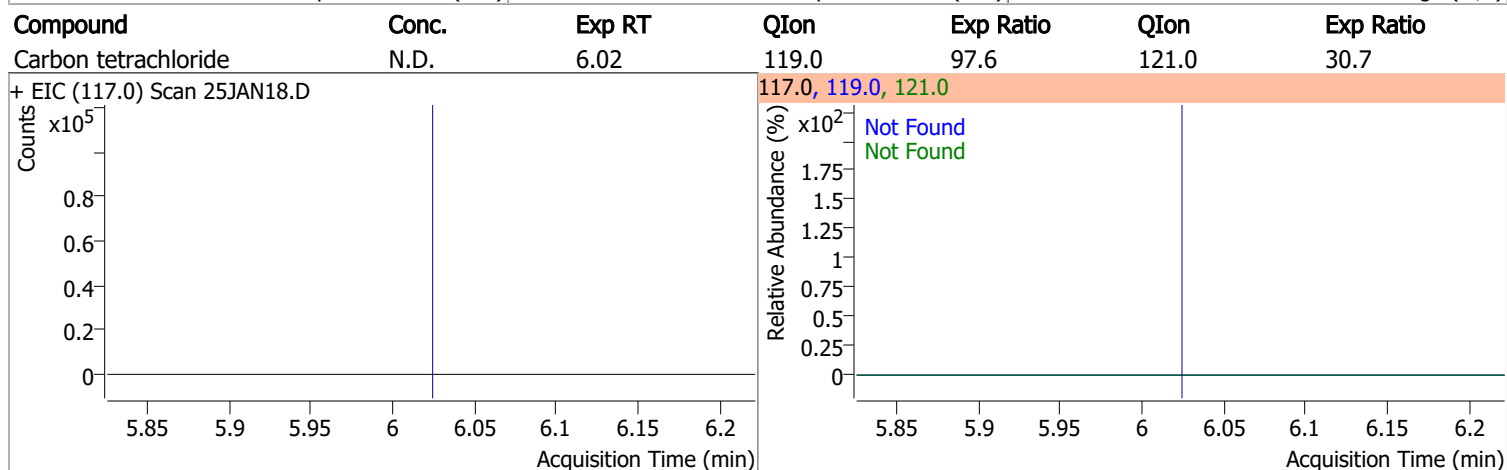 Compound Conc. Exp RT QIon Exp Ratio QIon Exp Ratio
Carbon tetrachloride N.D. 6.02 119.0 97.6 121.0 30.7
+ EIC (117.0) Scan 25JAN18.D
Counts
x10^5
0.8
0.6
0.4
0.2
0
5.85 5.9 5.95 6 6.05 6.1 6.15 6.2
Acquisition Time (min)
117.0, 119.0, 121.0
Relative Abundance (%)
x10^2
Not Found
Not Found
1.75
1.5
1.25
1
0.75
0.5
0.25
0
5.85 5.9 5.95 6 6.05 6.1 6.15 6.2
Acquisition Time (min)